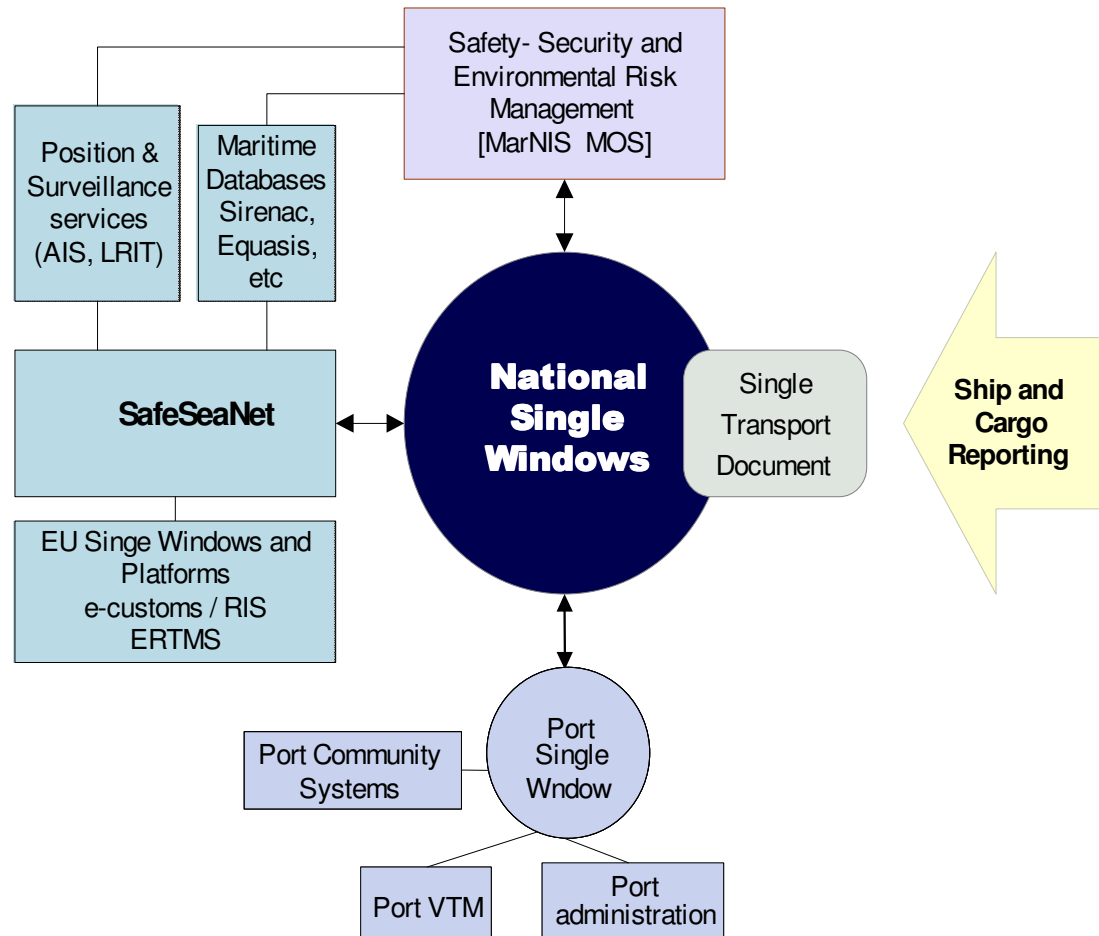 Safety- Security and
Environmental Risk
Management
[MarNIS MOS]
Position &
Surveillance
services
(AIS, LRIT)
Maritime
Databases
Sirenac,
Equasis,
etc
SafeSeaNet
National
Single
Windows
Single
Transport
Document
Ship and
Cargo
Reporting
EU Singe Windows and
Platforms
e-customs / RIS
ERTMS
Port
Single
Wndow
Port Community
Systems
Port VTM
Port
administration